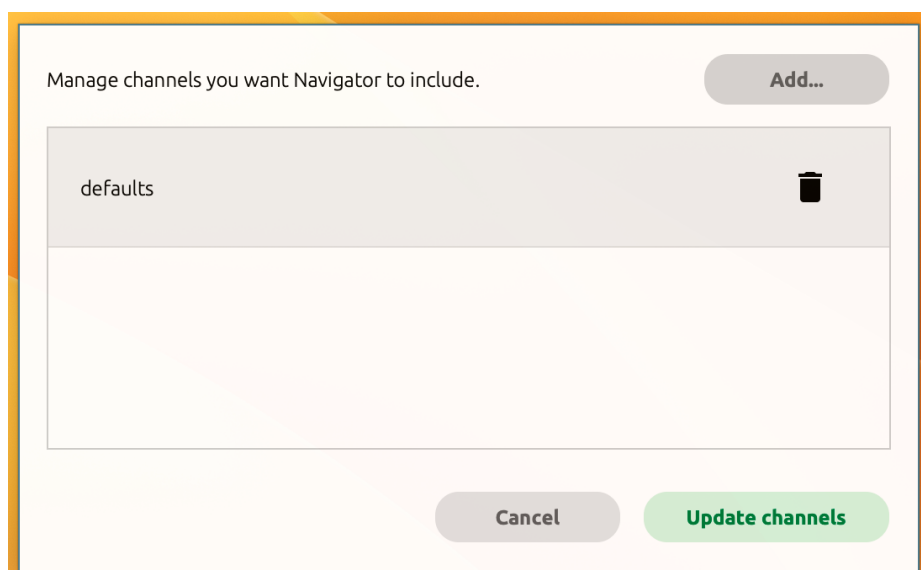 Manage channels you want Navigator to include.
Add...
defaults
Cancel
Update channels